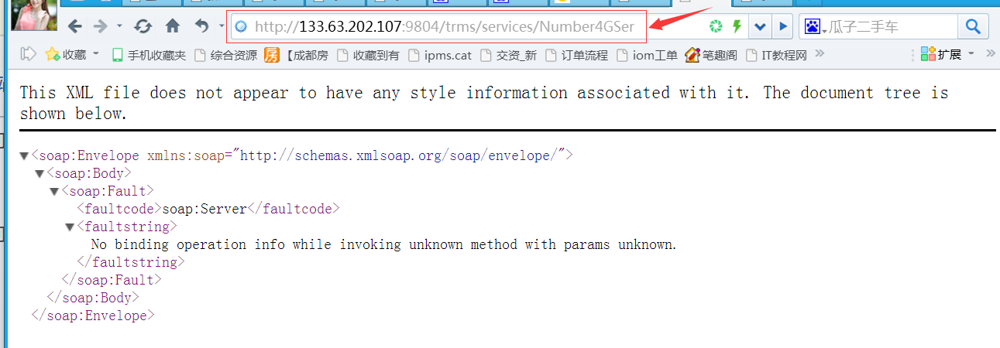 http://133.63.202.107:9804/trms/services/Number4GSer
瓜子二手车
收藏 手机收藏夹 综合资源 房 【成都房 收藏到有 ipms.cat 交资_新 订单流程 iom工单 笔趣阁 IT教程网 扩展
This XML file does not appear to have any style information associated with it. The document tree is
shown below.
▼<soap:Envelope xmlns:soap="http://schemas.xmlsoap.org/soap/envelope/">
▼<soap:Body>
▼<soap:Fault>
<faultcode>soap:Server</faultcode>
▼<faultstring>
No binding operation info while invoking unknown method with params unknown.
</faultstring>
</soap:Fault>
</soap:Body>
</soap:Envelope>